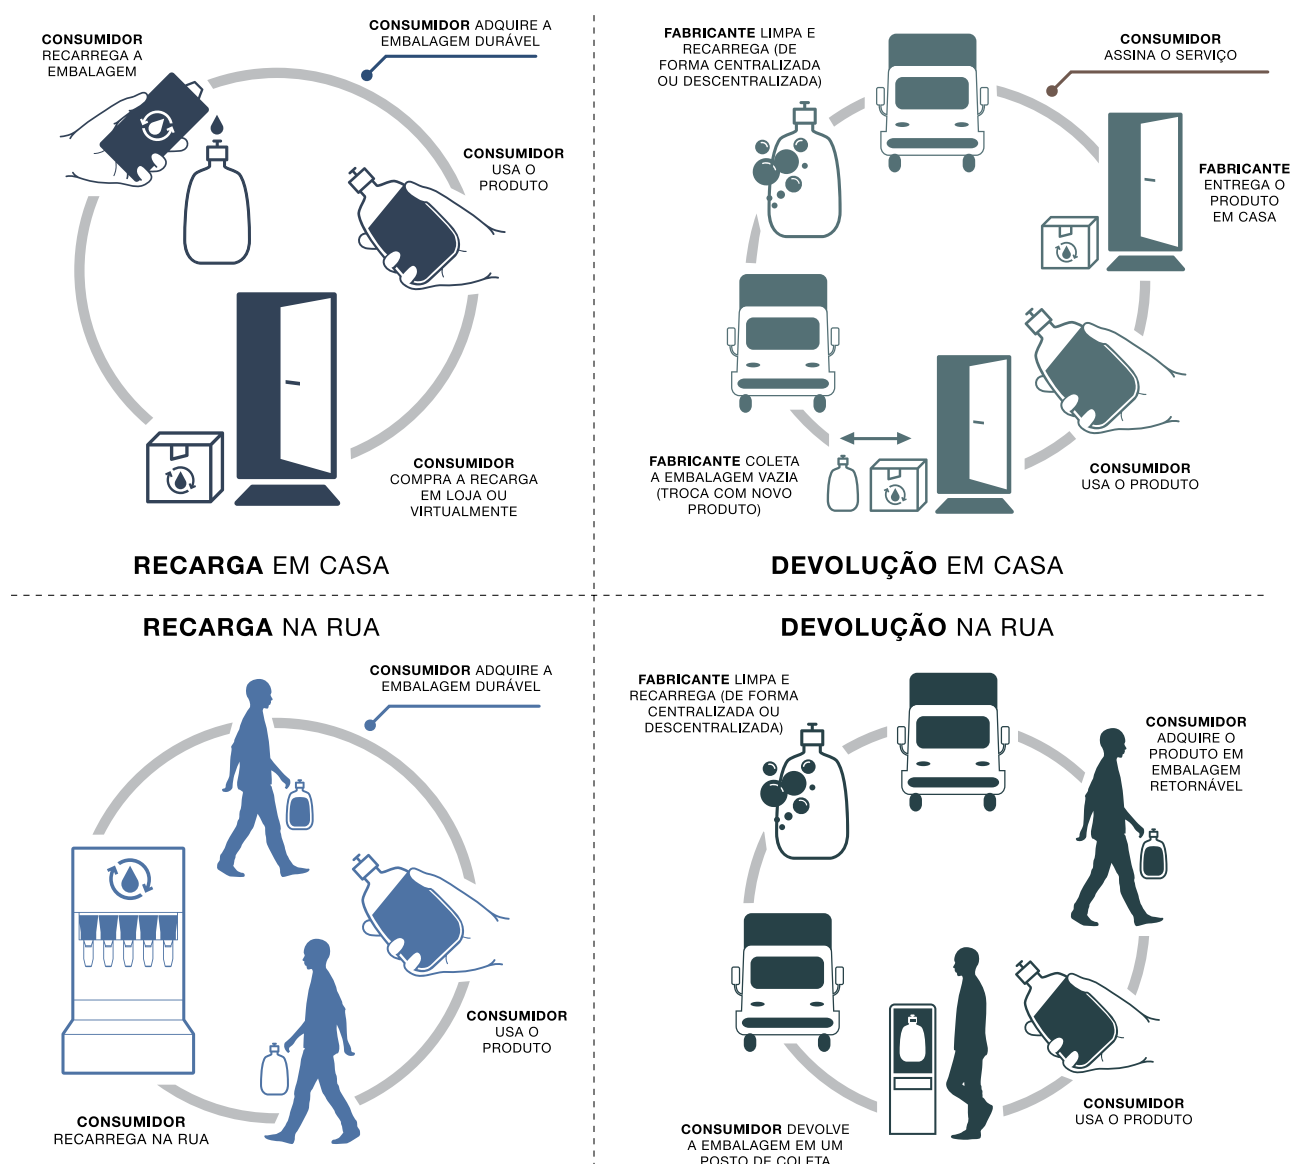 CONSUMIDOR
RECARREGA A
EMBALAGEM
CONSUMIDOR ADQUIRE A
EMBALAGEM DURÁVEL
CONSUMIDOR
USA O
PRODUTO
CONSUMIDOR
COMPRA A RECARGA
EM LOJA OU
VIRTUALMENTE
RECARGA EM CASA
FABRICANTE LIMPA E
RECARREGA (DE
FORMA CENTRALIZADA
OU DESCENTRALIZADA)
CONSUMIDOR
ASSINA O SERVIÇO
FABRICANTE
ENTREGA O
PRODUTO
EM CASA
CONSUMIDOR
USA O PRODUTO
FABRICANTE COLETA
A EMBALAGEM VAZIA
(TROCA COM NOVO
PRODUTO)
DEVOLUÇÃO EM CASA
RECARGA NA RUA
CONSUMIDOR ADQUIRE A
EMBALAGEM DURÁVEL
CONSUMIDOR
USA O
PRODUTO
CONSUMIDOR
RECARREGA NA RUA
DEVOLUÇÃO NA RUA
FABRICANTE LIMPA E
RECARREGA (DE FORMA
CENTRALIZADA OU
DESCENTRALIZADA)
CONSUMIDOR
ADQUIRE O
PRODUTO EM
EMBALAGEM
RETORNÁVEL
CONSUMIDOR
USA O PRODUTO
CONSUMIDOR DEVOLVE
A EMBALAGEM EM UM
POSTO DE COLETA